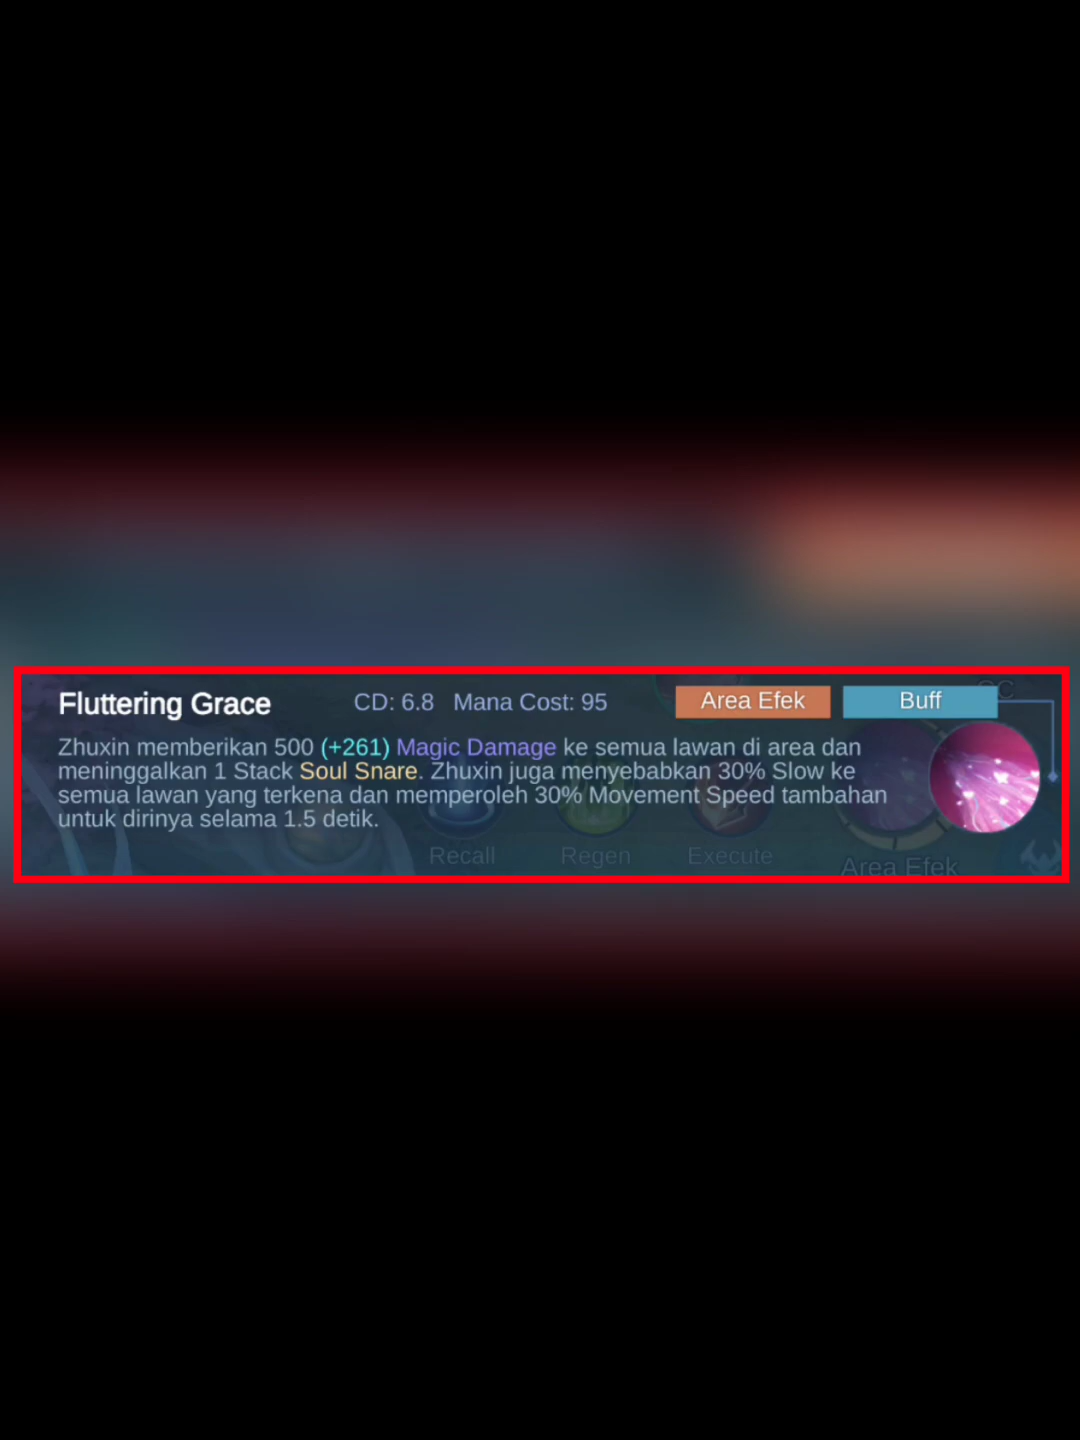 Fluttering Grace CD: 6.8 Mana Cost: 95 Area Efek Buff
CC
Zhuxin memberikan 500 (+261) Magic Damage ke semua lawan di area dan
meninggalkan 1 Stack Soul Snare. Zhuxin juga menyebabkan 30% Slow ke
semua lawan yang terkena dan memperoleh 30% Movement Speed tambahan
untuk dirinya selama 1.5 detik.
Recall Regen Execute Area Efek